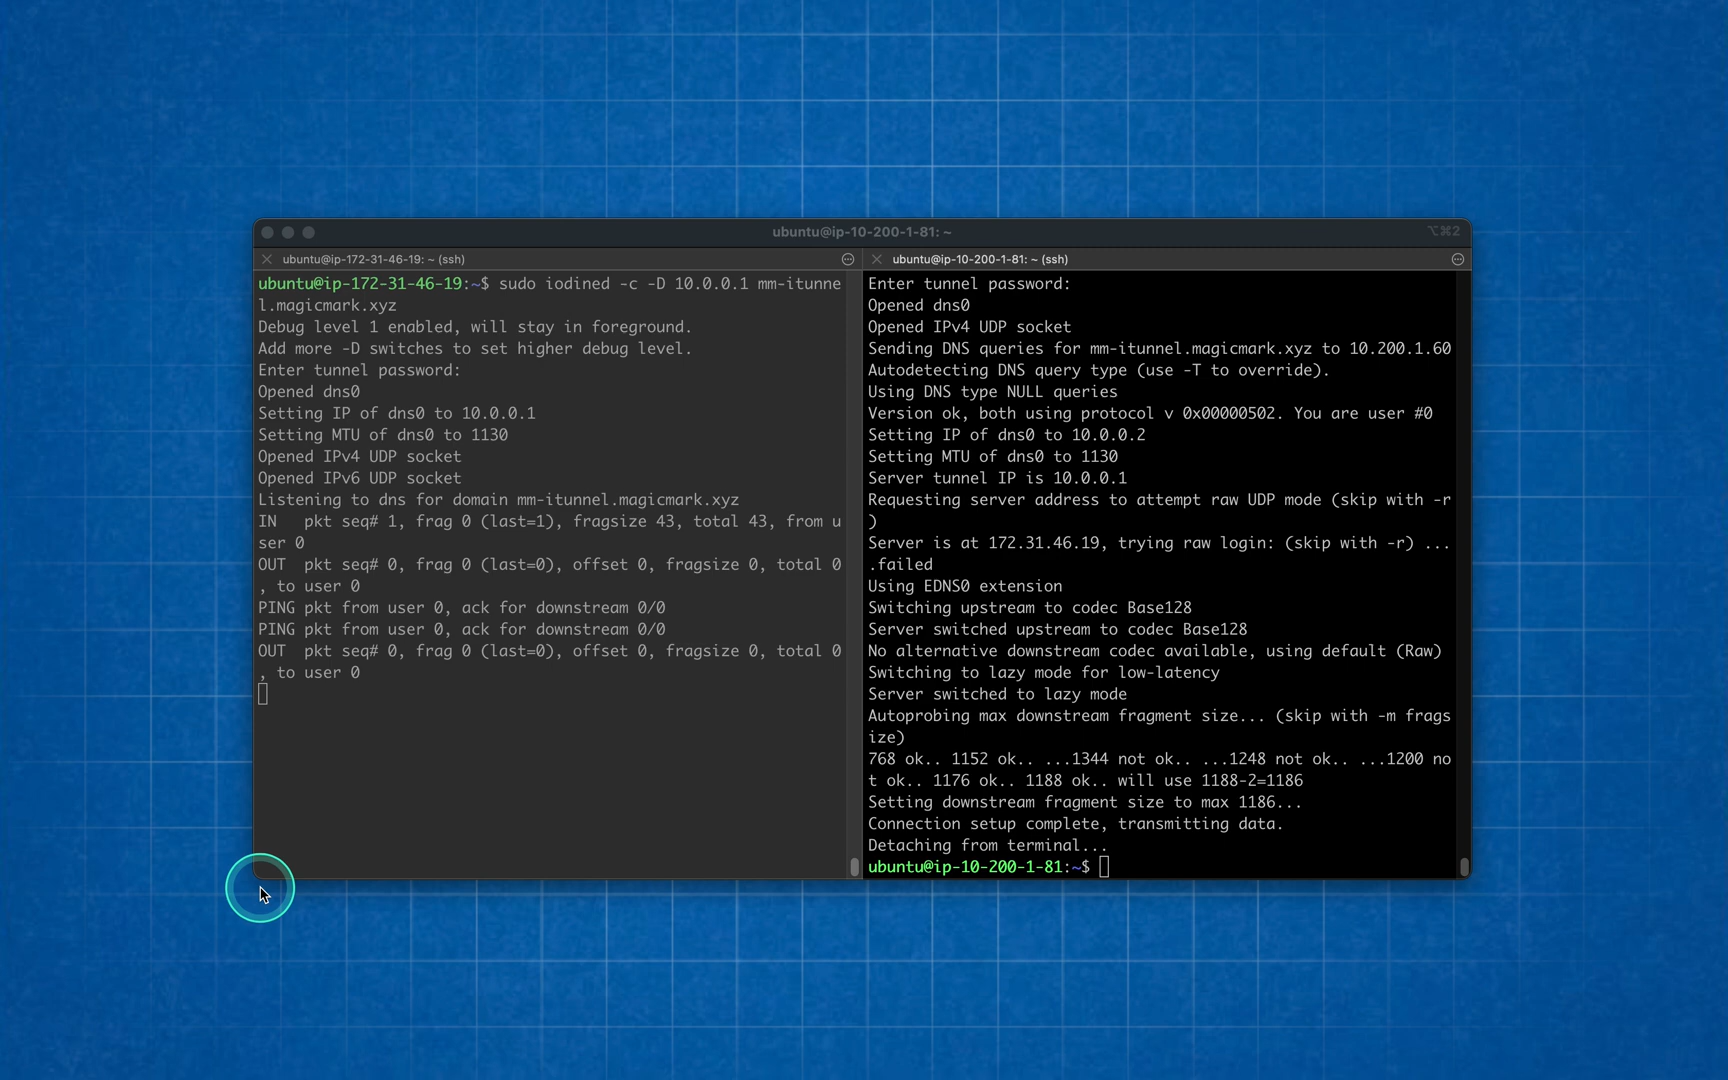 ubuntu@ip-10-200-1-81: ~
⌥⌘2
ubuntu@ip-172-31-46-19: ~ (ssh)
ubuntu@ip-172-31-46-19:~$ sudo iodined -c -D 10.0.0.1 mm-itunne
l.magicmark.xyz
Debug level 1 enabled, will stay in foreground.
Add more -D switches to set higher debug level.
Enter tunnel password:
Opened dns0
Setting IP of dns0 to 10.0.0.1
Setting MTU of dns0 to 1130
Opened IPv4 UDP socket
Opened IPv6 UDP socket
Listening to dns for domain mm-itunnel.magicmark.xyz
IN   pkt seq# 1, frag 0 (last=1), fragsize 43, total 43, from u
ser 0
OUT  pkt seq# 0, frag 0 (last=0), offset 0, fragsize 0, total 0
, to user 0
PING pkt from user 0, ack for downstream 0/0
PING pkt from user 0, ack for downstream 0/0
OUT  pkt seq# 0, frag 0 (last=0), offset 0, fragsize 0, total 0
, to user 0
ubuntu@ip-10-200-1-81: ~ (ssh)
Enter tunnel password:
Opened dns0
Opened IPv4 UDP socket
Sending DNS queries for mm-itunnel.magicmark.xyz to 10.200.1.60
Autodetecting DNS query type (use -T to override).
Using DNS type NULL queries
Version ok, both using protocol v 0x00000502. You are user #0
Setting IP of dns0 to 10.0.0.2
Setting MTU of dns0 to 1130
Server tunnel IP is 10.0.0.1
Requesting server address to attempt raw UDP mode (skip with -r
)
Server is at 172.31.46.19, trying raw login: (skip with -r) ...
.failed
Using EDNS0 extension
Switching upstream to codec Base128
Server switched upstream to codec Base128
No alternative downstream codec available, using default (Raw)
Switching to lazy mode for low-latency
Server switched to lazy mode
Autoprobing max downstream fragment size... (skip with -m frags
ize)
768 ok.. 1152 ok.. ...1344 not ok.. ...1248 not ok.. ...1200 no
t ok.. 1176 ok.. 1188 ok.. will use 1188-2=1186
Setting downstream fragment size to max 1186...
Connection setup complete, transmitting data.
Detaching from terminal...
ubuntu@ip-10-200-1-81:~$